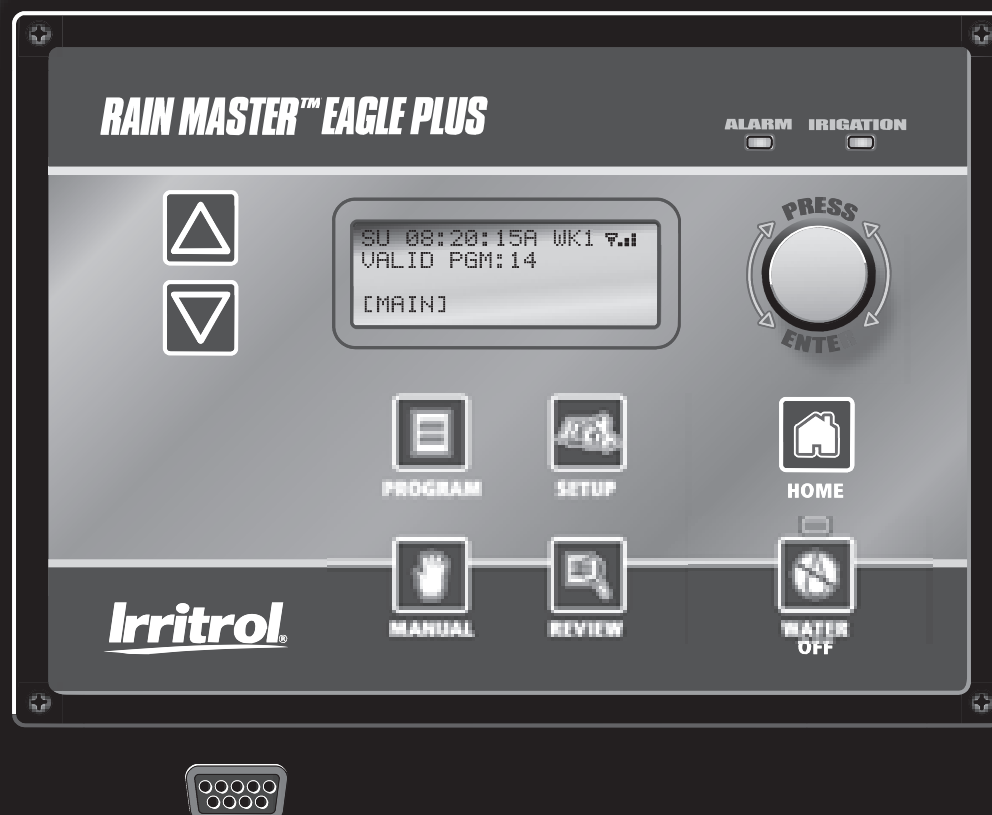 RAIN MASTER™ EAGLE PLUS
ALARM IRIGATION
SU 08:20:15A WK1
VALID PGM:14
[MAIN]
PRESS
ENTE
PROGRAM
SETUP
HOME
MANUAL
REVIEW
WATER
OFF
Irritrol®